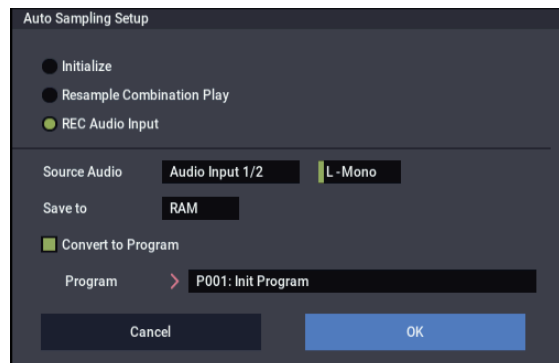 Auto Sampling Setup
Initialize
Resample Combination Play
REC Audio Input
Source Audio Audio Input 1/2 L-Mono
Save to RAM
Convert to Program
Program P001: Init Program
Cancel OK